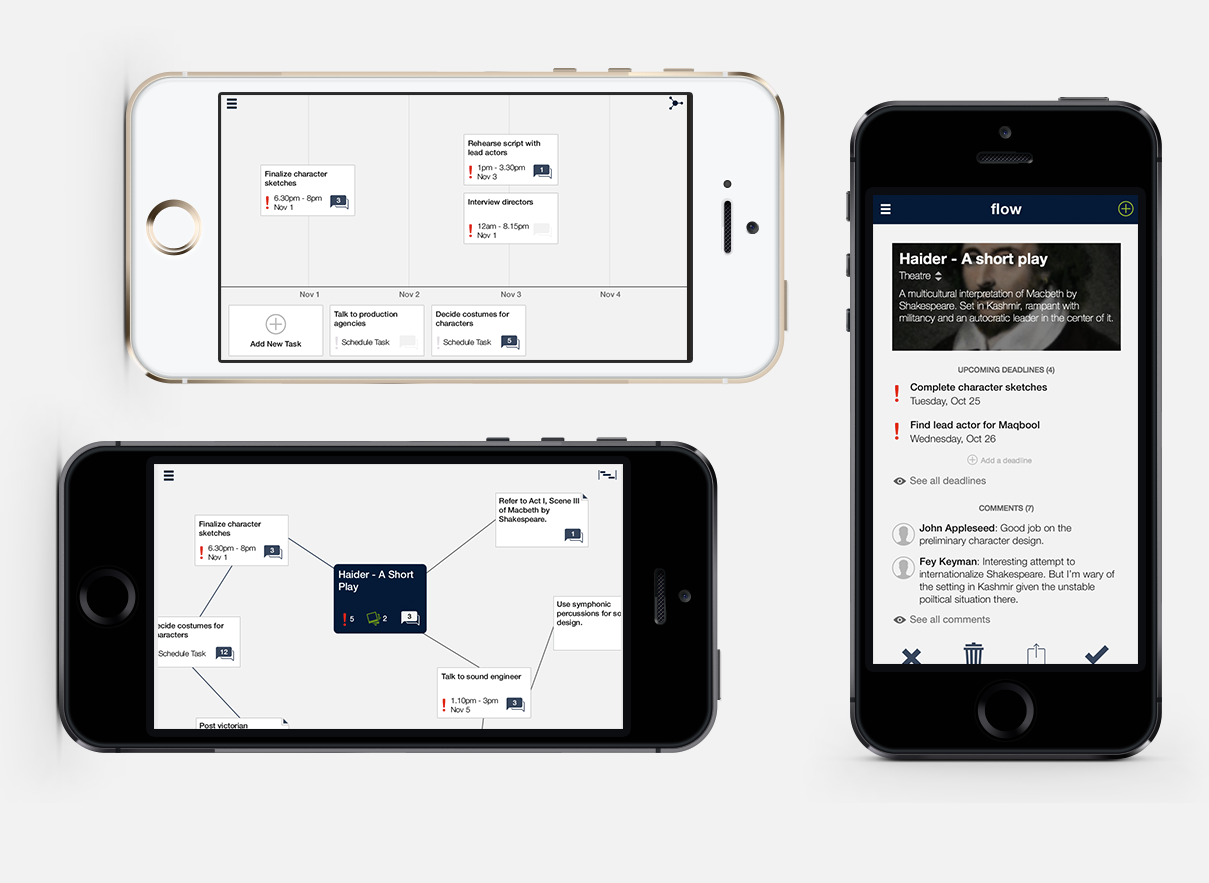 Rehearse script with
lead actors
1pm - 3.30pm
Nov 3
1
Finalize character
sketches
6.30pm - 8pm
Nov 1
3
Interview directors
12am - 8.15pm
Nov 1
Nov 1
Nov 2
Nov 3
Nov 4
Add New Task
Talk to production
agencies
Schedule Task
Decide costumes for
characters
Schedule Task
5
Refer to Act I, Scene III
of Macbeth by
Shakespeare.
1
Finalize character
sketches
6.30pm - 8pm
Nov 1
3
Haider - A Short
Play
5
2
3
Use symphonic
percussions for so
design.
ecide costumes for
aracters
Schedule Task
12
Talk to sound engineer
1.10pm - 3pm
Nov 5
3
Post victorian
flow
Haider - A short play
Theatre
A multicultural interpretation of Macbeth by
Shakespeare. Set in Kashmir, rampant with
militancy and an autocratic leader in the center of it.
UPCOMING DEADLINES (4)
Complete character sketches
Tuesday, Oct 25
Find lead actor for Maqbool
Wednesday, Oct 26
Add a deadline
See all deadlines
COMMENTS (7)
John Appleseed: Good job on the
preliminary character design.
Fey Keyman: Interesting attempt to
internationalize Shakespeare. But I'm wary of
the setting in Kashmir given the unstable
poiltical situation there.
See all comments